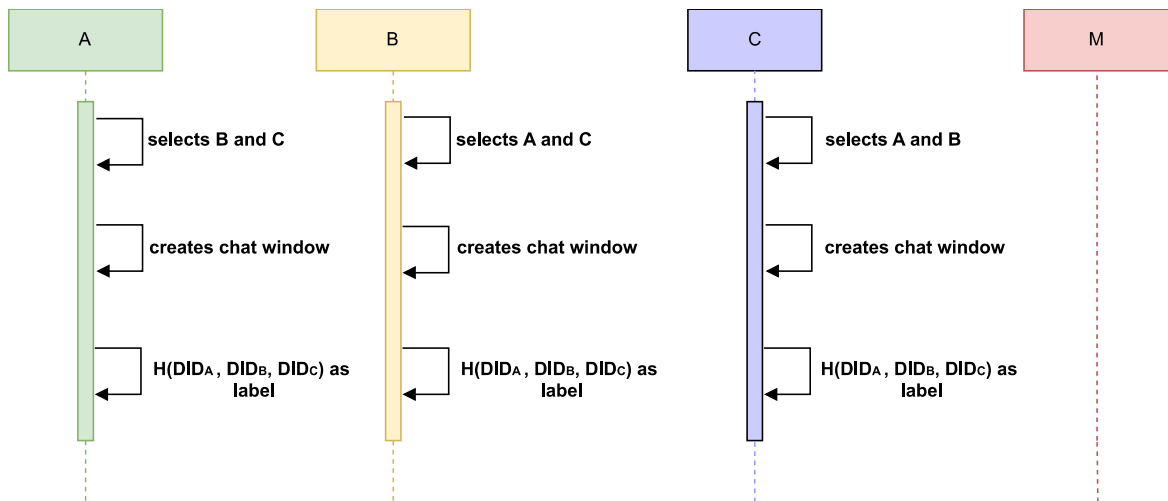 A
B
C
M
selects B and C
selects A and C
selects A and B
creates chat window
creates chat window
creates chat window
H(DIDA , DIDB, DIDC) as
label
H(DIDA , DIDB, DIDC) as
label
H(DIDA , DIDB, DIDC) as
label